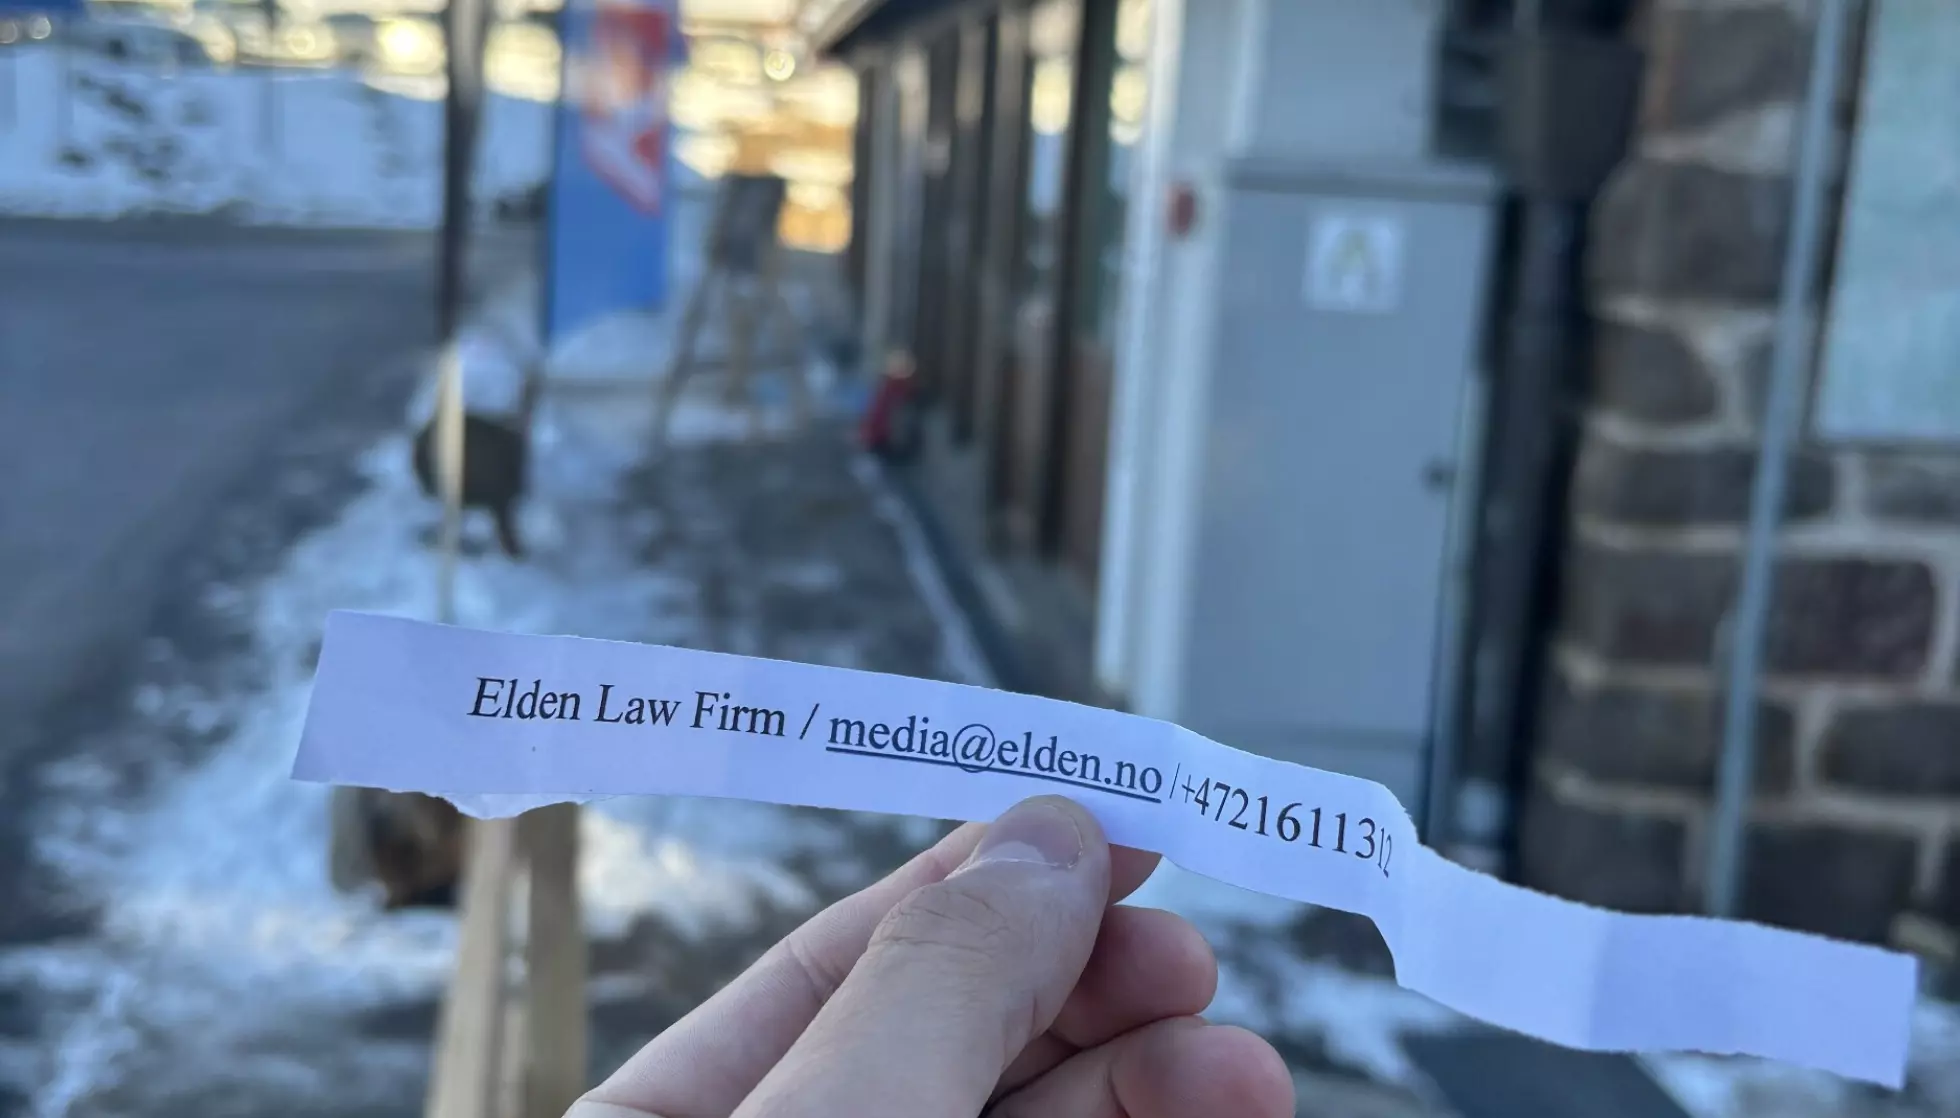 Elden Law Firm / media@elden.no /+4721611312